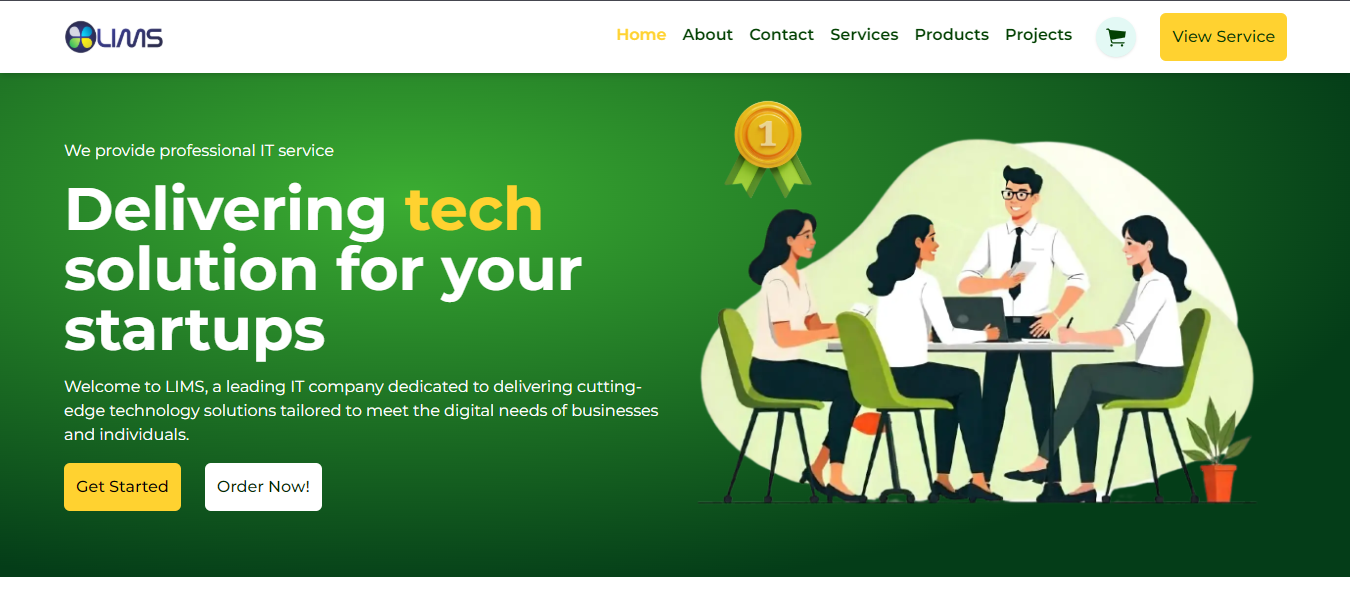 LIMS
Home About Contact Services Products Projects View Service
1
We provide professional IT service
Delivering tech
solution for your
startups
Welcome to LIMS, a leading IT company dedicated to delivering cutting-
edge technology solutions tailored to meet the digital needs of businesses
and individuals.
Get Started Order Now!